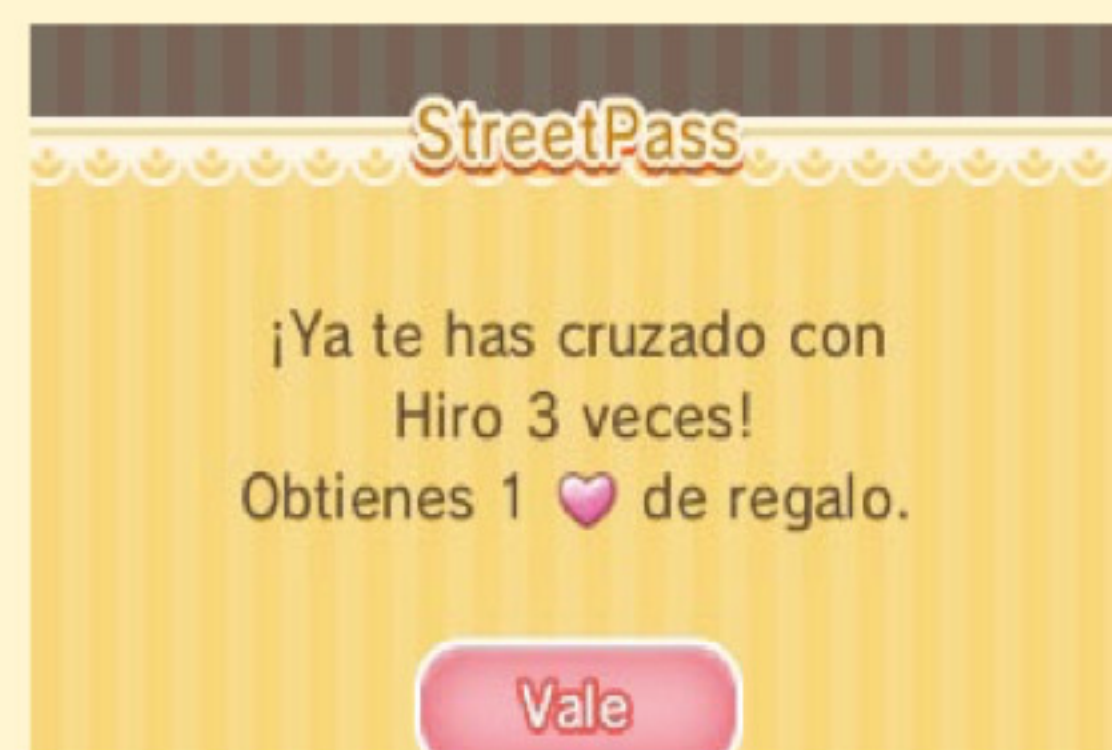 StreetPass
¡Ya te has cruzado con
Hiro 3 veces!
Obtienes 1 💗 de regalo.
Vale